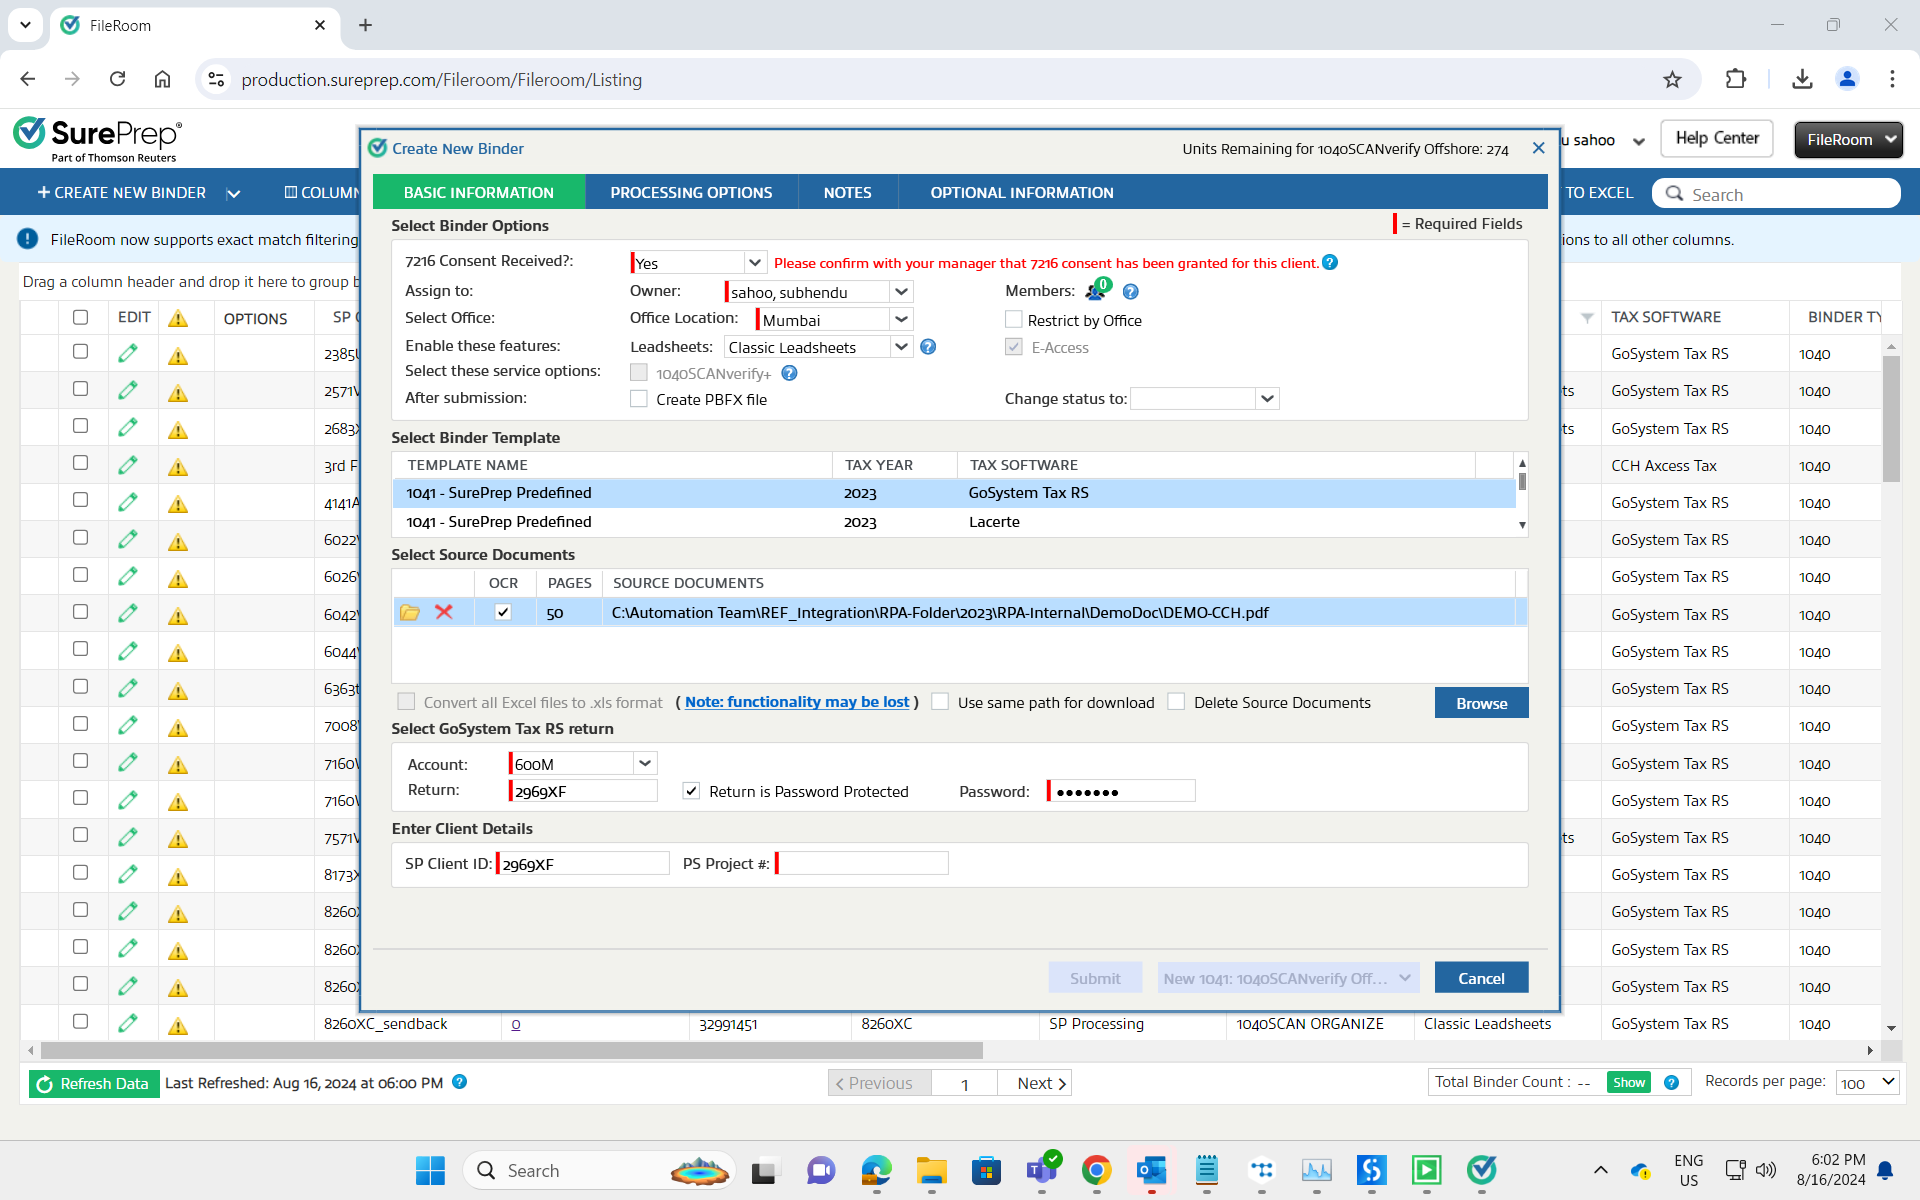 FileRoom
production.sureprep.com/Fileroom/Fileroom/Listing
SurePrep®
Part of Thomson Reuters
u sahoo
Help Center
FileRoom
+ CREATE NEW BINDER
COLUMN
TO EXCEL
Search
FileRoom now supports exact match filtering
ions to all other columns.
Drag a column header and drop it here to group b
EDIT OPTIONS SP C TAX SOFTWARE BINDER TY
Create New Binder
Units Remaining for 1040SCANverify Offshore: 274
BASIC INFORMATION PROCESSING OPTIONS NOTES OPTIONAL INFORMATION
Select Binder Options
= Required Fields
7216 Consent Received?: Yes Please confirm with your manager that 7216 consent has been granted for this client.
Assign to: Owner: sahoo, subhendu Members: 0
Select Office: Office Location: Mumbai Restrict by Office
Enable these features: Leadsheets: Classic Leadsheets E-Access
Select these service options: 1040SCANverify+
After submission: Create PBFX file Change status to:
Select Binder Template
TEMPLATE NAME TAX YEAR TAX SOFTWARE
1041 - SurePrep Predefined 2023 GoSystem Tax RS
1041 - SurePrep Predefined 2023 Lacerte
Select Source Documents
OCR PAGES SOURCE DOCUMENTS
50 C:\Automation Team\REF_Integration\RPA-Folder\2023\RPA-Internal\DemoDoc\DEMO-CCH.pdf
Convert all Excel files to .xls format ( Note: functionality may be lost ) Use same path for download Delete Source Documents Browse
Select GoSystem Tax RS return
Account: 600M
Return: 2969XF Return is Password Protected Password: •••••••
Enter Client Details
SP Client ID: 2969XF PS Project #:
Submit New 1041: 1040SCANverify Off... Cancel
2385U GoSystem Tax RS 1040
2571V ts GoSystem Tax RS 1040
2683X ts GoSystem Tax RS 1040
3rd F CCH Axcess Tax 1040
4141A GoSystem Tax RS 1040
6022V GoSystem Tax RS 1040
6026V GoSystem Tax RS 1040
6042V GoSystem Tax RS 1040
6044V GoSystem Tax RS 1040
6363t GoSystem Tax RS 1040
7008V GoSystem Tax RS 1040
7160V GoSystem Tax RS 1040
7160V GoSystem Tax RS 1040
7571V ts GoSystem Tax RS 1040
8173X GoSystem Tax RS 1040
8260X GoSystem Tax RS 1040
8260X GoSystem Tax RS 1040
8260X GoSystem Tax RS 1040
8260XC_sendback 0 32991451 8260XC SP Processing 1040SCAN ORGANIZE Classic Leadsheets GoSystem Tax RS 1040
Refresh Data Last Refreshed: Aug 16, 2024 at 06:00 PM
< Previous 1 Next >
Total Binder Count : -- Show Records per page: 100
Search
ENG
US
6:02 PM
8/16/2024